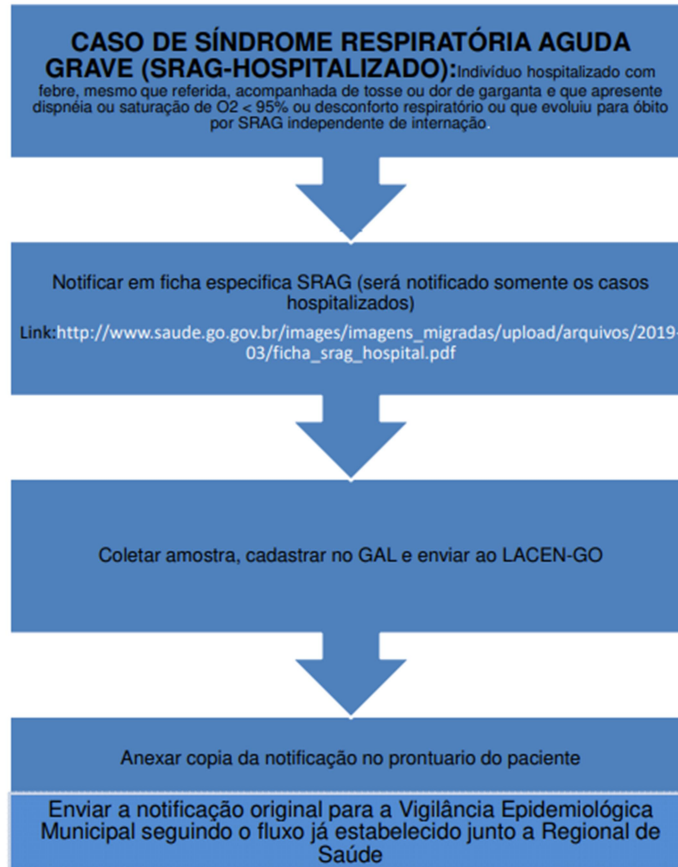 CASO DE SÍNDROME RESPIRATÓRIA AGUDA
GRAVE (SRAG-HOSPITALIZADO):Indivíduo hospitalizado com
febre, mesmo que referida, acompanhada de tosse ou dor de garganta e que apresente
dispnéia ou saturação de O2 < 95% ou desconforto respiratório ou que evoluiu para óbito
por SRAG independente de internação.
Notificar em ficha especifica SRAG (será notificado somente os casos
hospitalizados)
Link:http://www.saude.go.gov.br/images/imagens_migradas/upload/arquivos/2019-
03/ficha_srag_hospital.pdf
Coletar amostra, cadastrar no GAL e enviar ao LACEN-GO
Anexar copia da notificação no prontuario do paciente
Enviar a notificação original para a Vigilância Epidemiológica
Municipal seguindo o fluxo já estabelecido junto a Regional de
Saúde